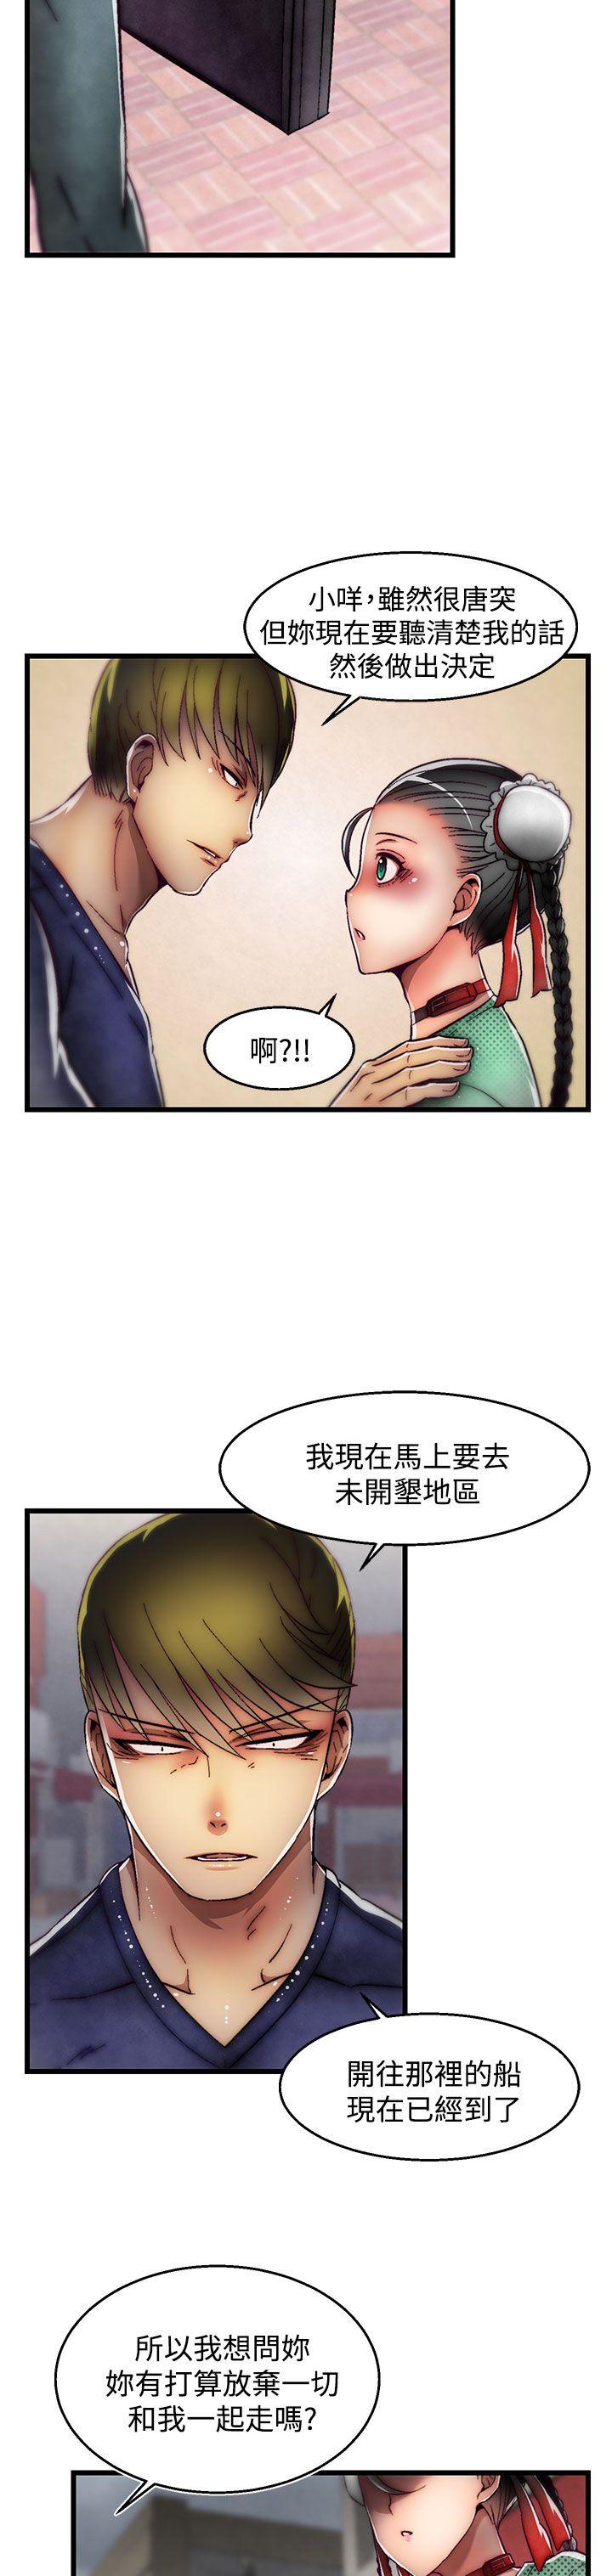 小咩，雖然很唐突
但妳現在要聽清楚我的話
然後做出決定
啊?!!
我現在馬上要去
未開墾地區
開往那裡的船
現在已經到了
所以我想問妳
妳有打算放棄一切
和我一起走嗎?